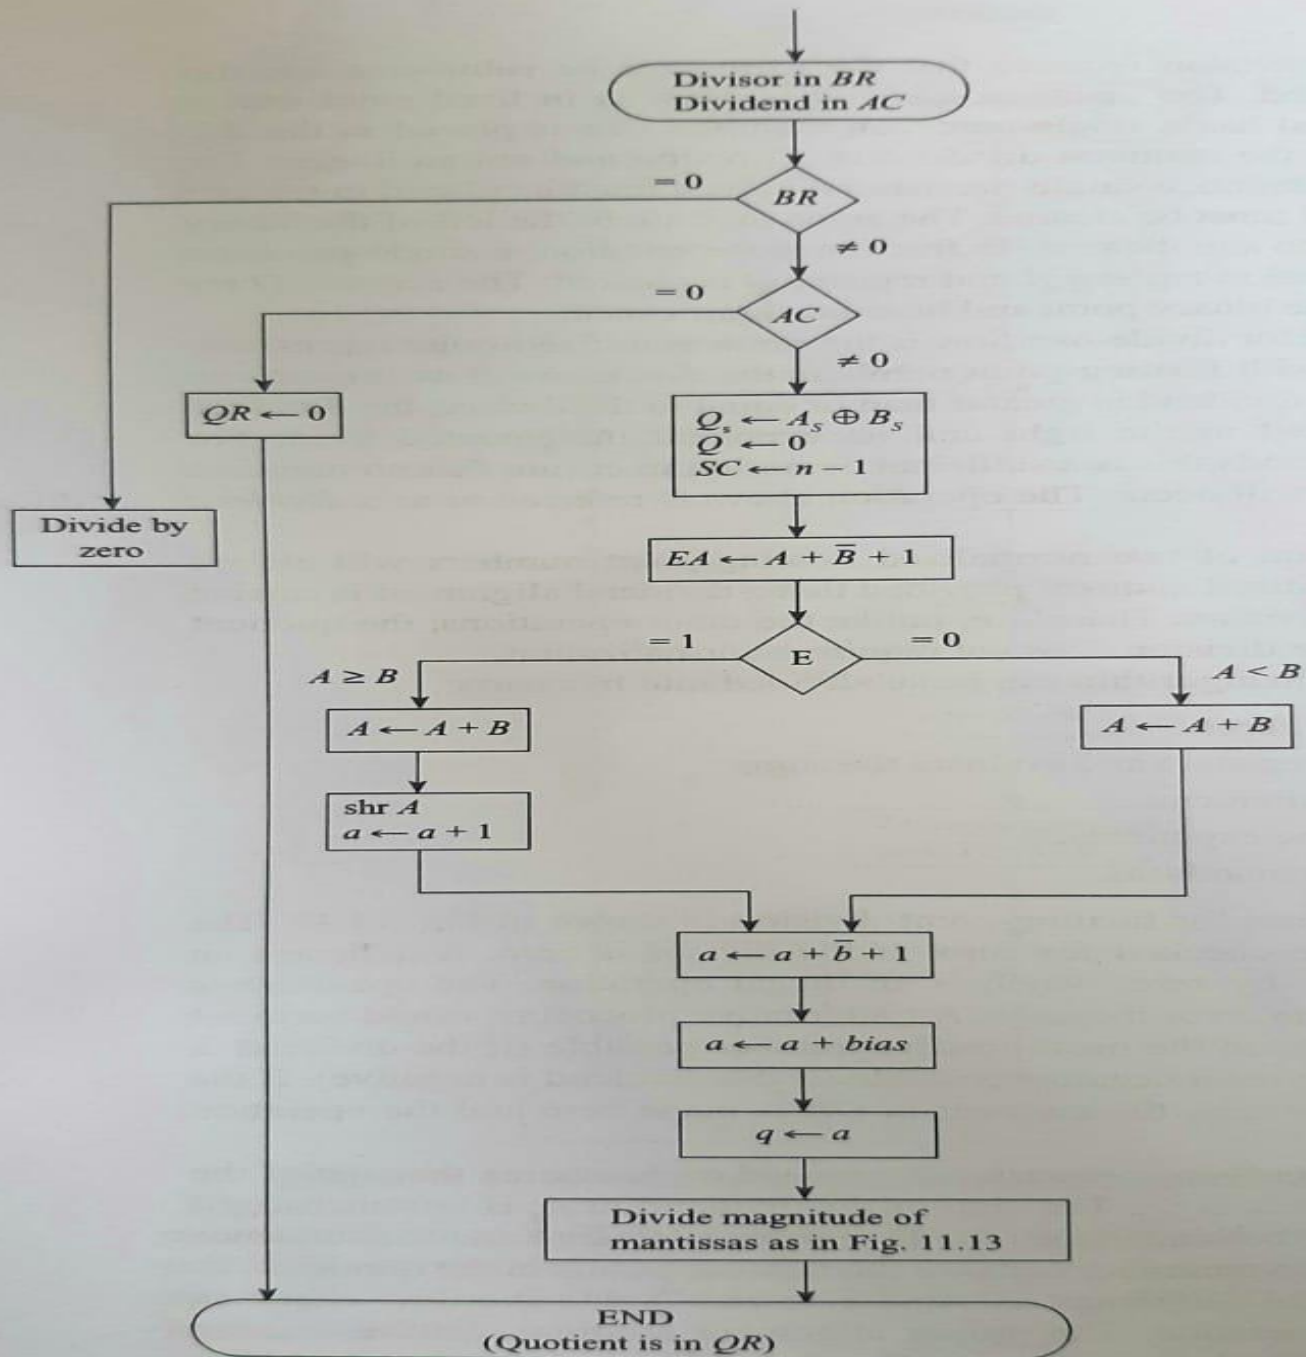 Divisor in BR
Dividend in AC
= 0
BR
≠ 0
= 0
AC
≠ 0
QR ← 0
Qₛ ← Aₛ ⊕ Bₛ
Q ← 0
SC ← n − 1
Divide by
zero
EA ← A + B̅ + 1
= 1
E
= 0
A ≥ B
A < B
A ← A + B
A ← A + B
shr A
a ← a + 1
a ← a + b̅ + 1
a ← a + bias
q ← a
Divide magnitude of
mantissas as in Fig. 11.13
END
(Quotient is in QR)